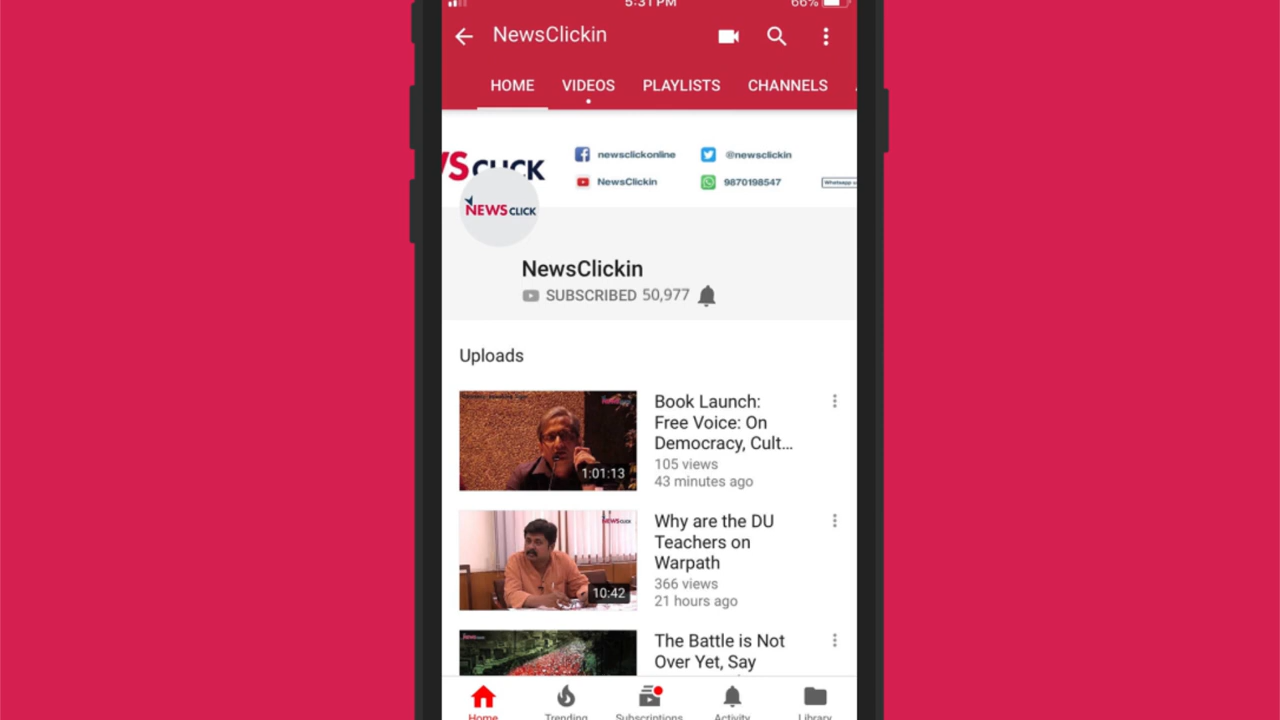 5:31 PM
66%
NewsClickin
HOME VIDEOS PLAYLISTS CHANNELS
CLICK
newsclickonline @newsclickin
NewsClickin 9870198547
Whatsapp
NEWS CLICK
NewsClickin
SUBSCRIBED 50,977
Uploads
Book Launch:
Free Voice: On
Democracy, Cult...
105 views
43 minutes ago
1:01:13
Why are the DU
Teachers on
Warpath
366 views
21 hours ago
NEWSCLICK
10:42
The Battle is Not
Over Yet, Say
Home Trending Subscriptions Activity Library